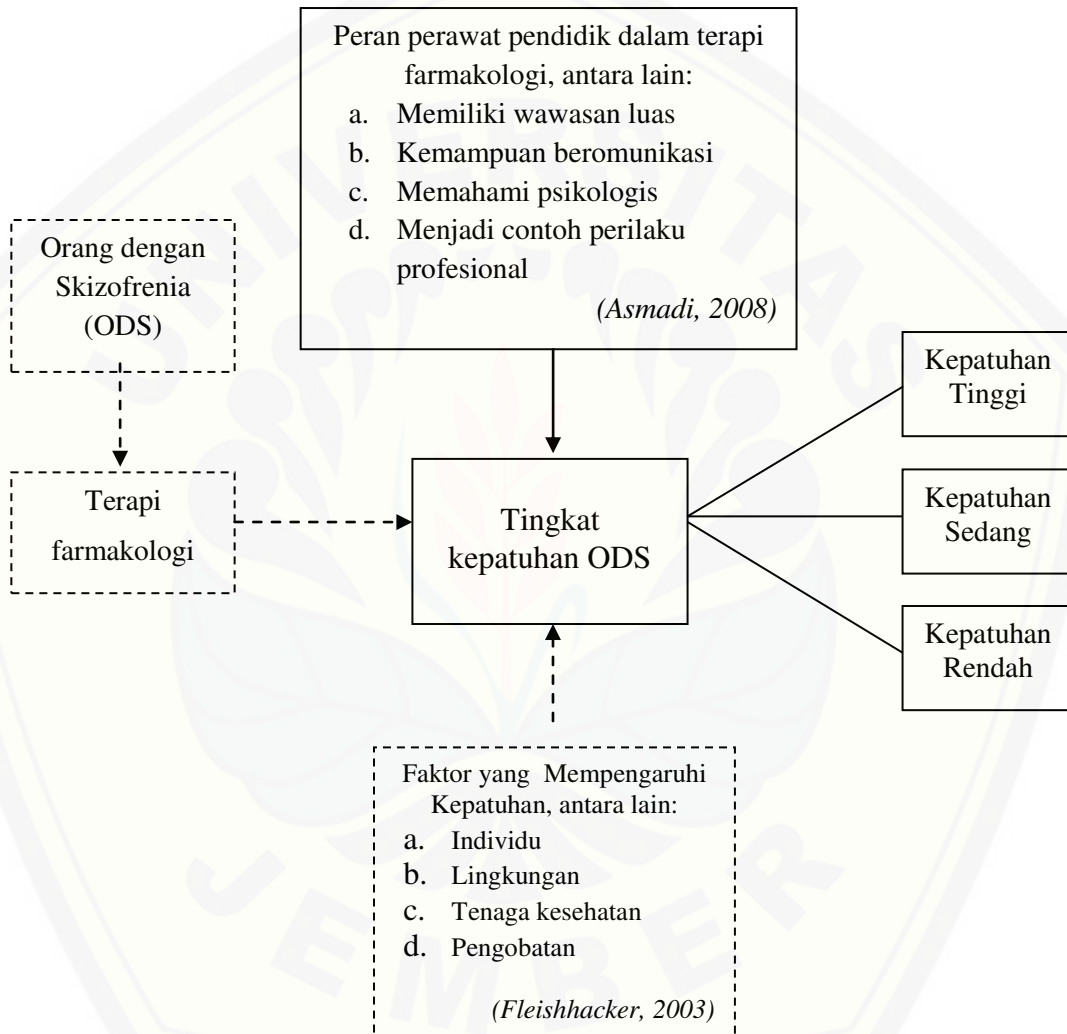 Peran perawat pendidik dalam terapi
farmakologi, antara lain:
a. Memiliki wawasan luas
b. Kemampuan beromunikasi
c. Memahami psikologis
d. Menjadi contoh perilaku
profesional
(Asmadi, 2008)
Orang dengan
Skizofrenia
(ODS)
Terapi
farmakologi
Tingkat
kepatuhan ODS
Kepatuhan
Tinggi
Kepatuhan
Sedang
Kepatuhan
Rendah
Faktor yang Mempengaruhi
Kepatuhan, antara lain:
a. Individu
b. Lingkungan
c. Tenaga kesehatan
d. Pengobatan
(Fleishhacker, 2003)
UNIVERSITAS
JEMBER